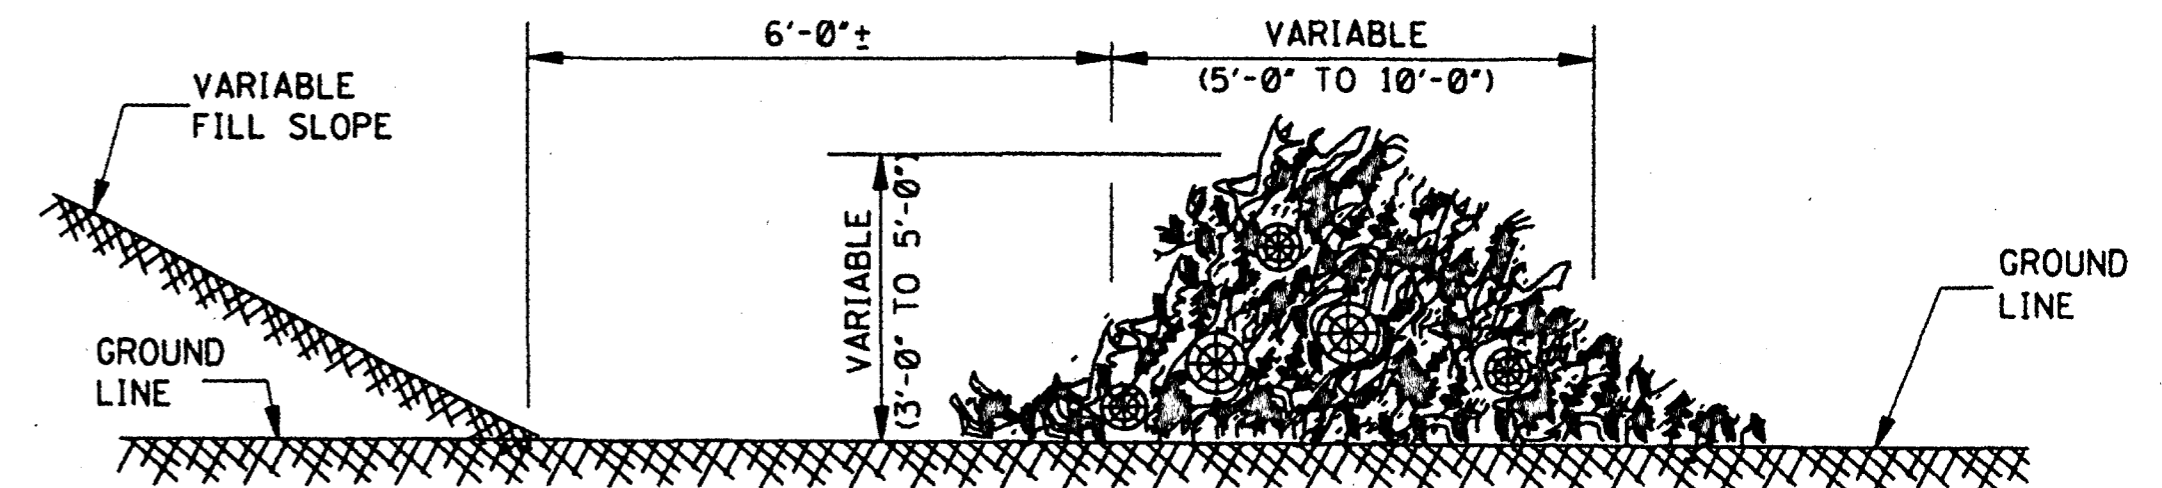 6'-0"±
VARIABLE
(5'-0" TO 10'-0")
VARIABLE
FILL SLOPE
VARIABLE
(3'-0" TO 5'-0")
GROUND
LINE
GROUND
LINE